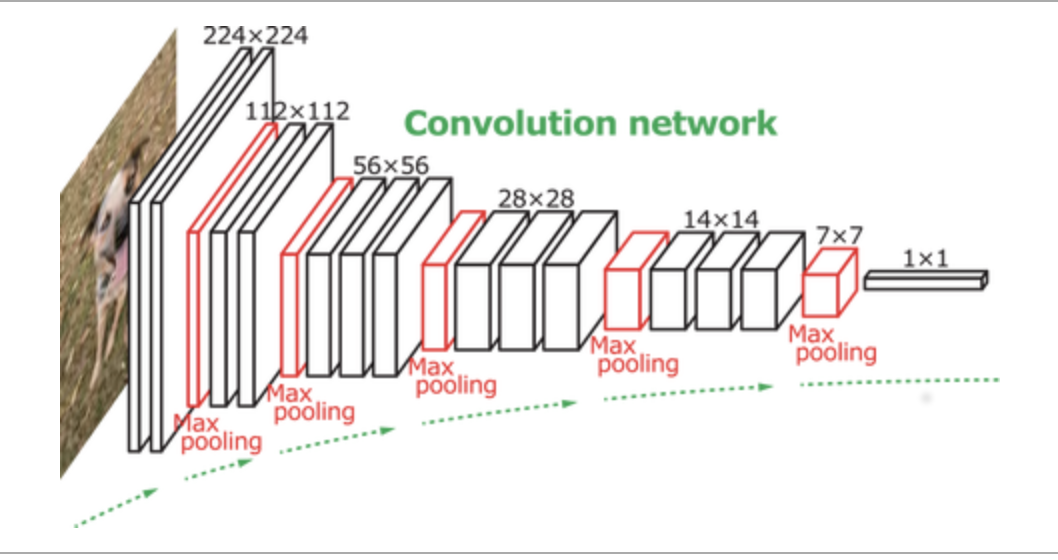 224×224
112×112
Convolution network
56×56
28×28
14×14
7×7
1×1
Max
pooling
Max
pooling
Max
pooling
Max
pooling
Max
pooling